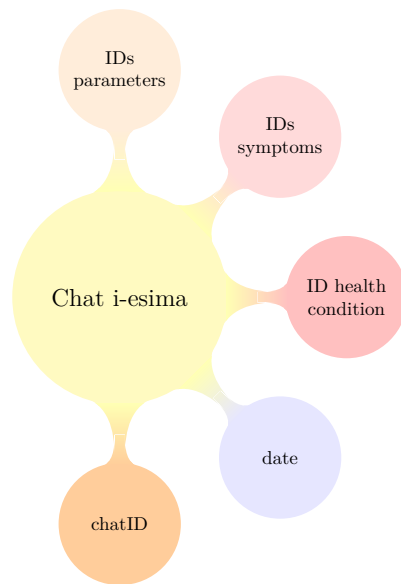 IDs
parameters
IDs
symptoms
Chat i-esima
ID health
condition
date
chatID